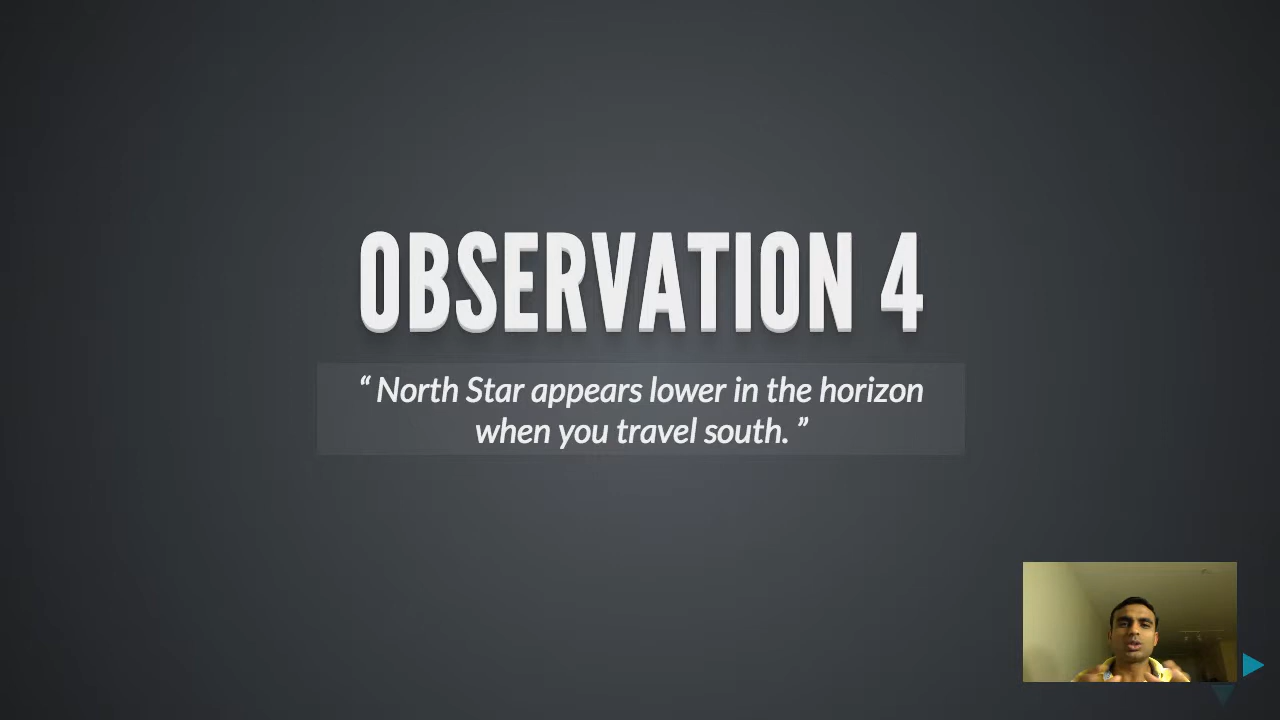 OBSERVATION 4
“ North Star appears lower in the horizon
when you travel south. ”